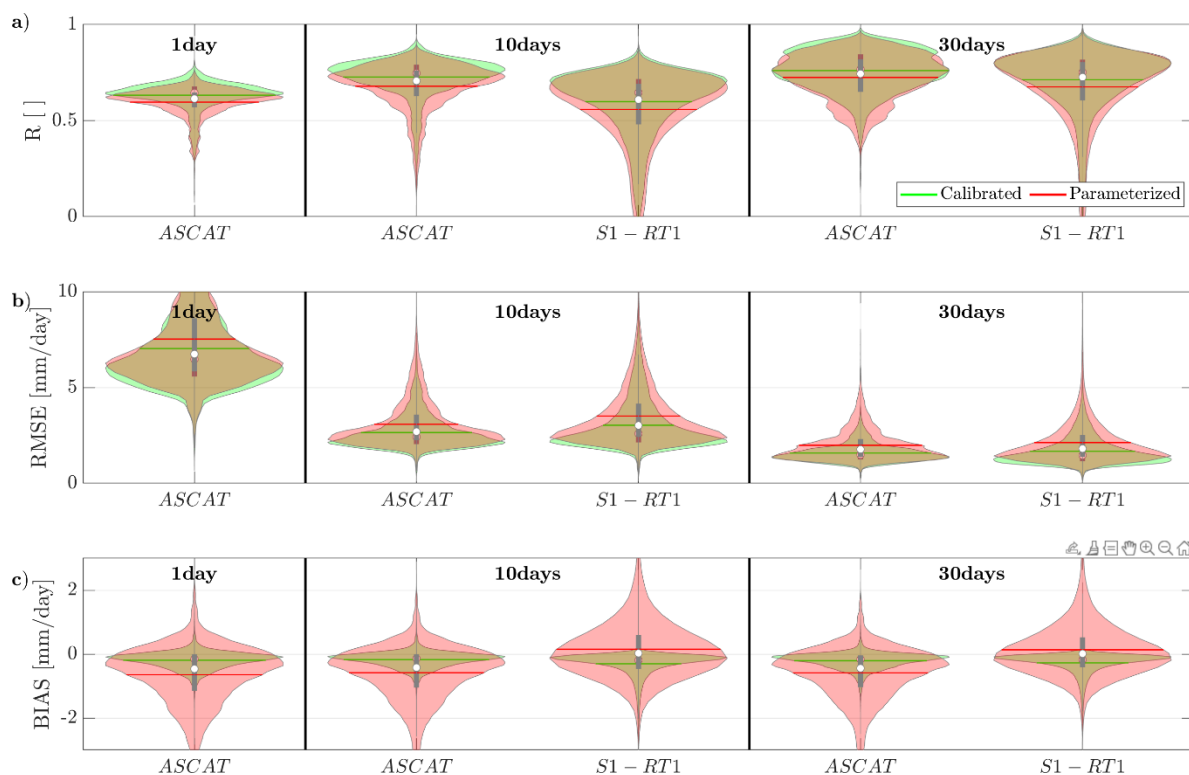 a)
1day
10days
30days
1
0.5
0
R [ ]
Calibrated
Parameterized
ASCAT
ASCAT
S1 − RT1
ASCAT
S1 − RT1
b)
1day
10days
30days
10
5
0
RMSE [mm/day]
ASCAT
ASCAT
S1 − RT1
ASCAT
S1 − RT1
c)
1day
10days
30days
2
0
-2
BIAS [mm/day]
ASCAT
ASCAT
S1 − RT1
ASCAT
S1 − RT1